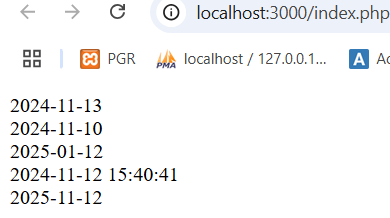 localhost:3000/index.php
PGR
PMA
localhost / 127.0.0.1...
A
Ac
2024-11-13
2024-11-10
2025-01-12
2024-11-12 15:40:41
2025-11-12